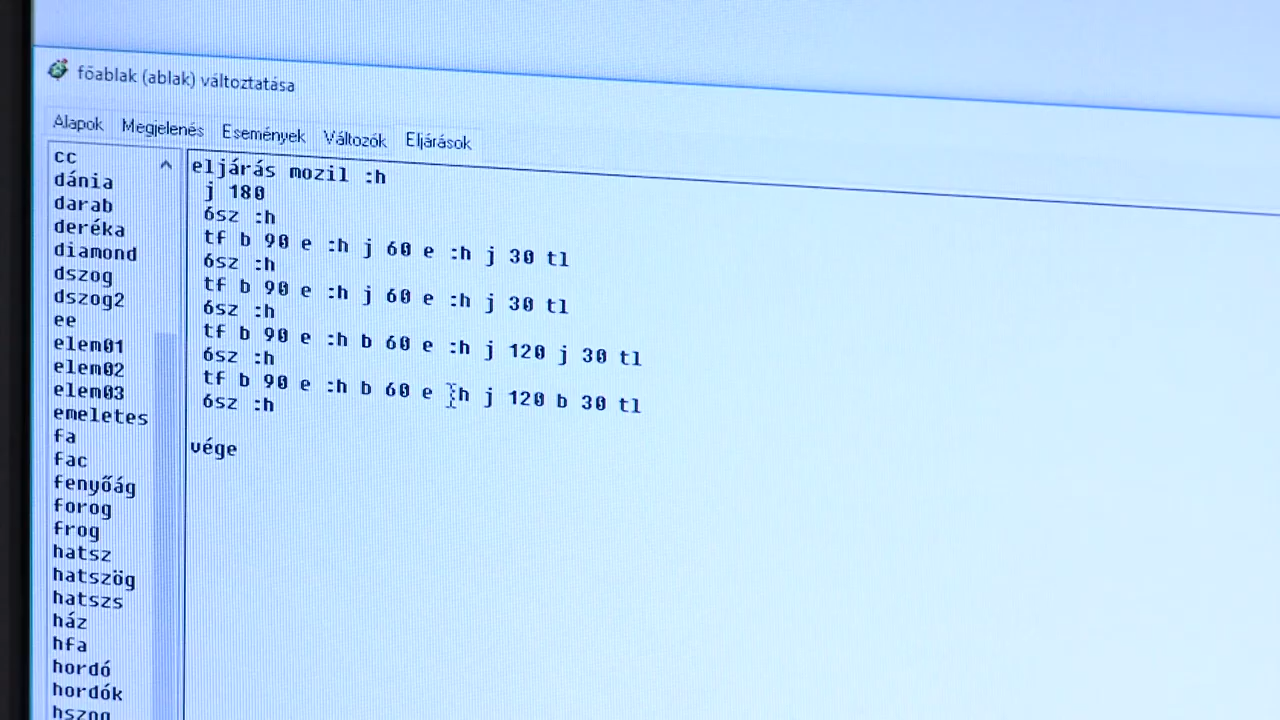 főablak (ablak) változtatása
Alapok Megjelenés Események Változók Eljárások
cc
dánia
darab
deréka
diamond
dszog
dszog2
ee
elem01
elem02
elem03
emeletes
fa
fac
fenyőág
forog
frog
hatsz
hatszög
hatszs
ház
hfa
hordó
hordók
hszog
eljárás mozil :h
j 180
6sz :h
tf b 90 e :h j 60 e :h j 30 tl
6sz :h
tf b 90 e :h j 60 e :h j 30 tl
6sz :h
tf b 90 e :h b 60 e :h j 120 j 30 tl
6sz :h
tf b 90 e :h b 60 e :h j 120 b 30 tl
6sz :h
vége